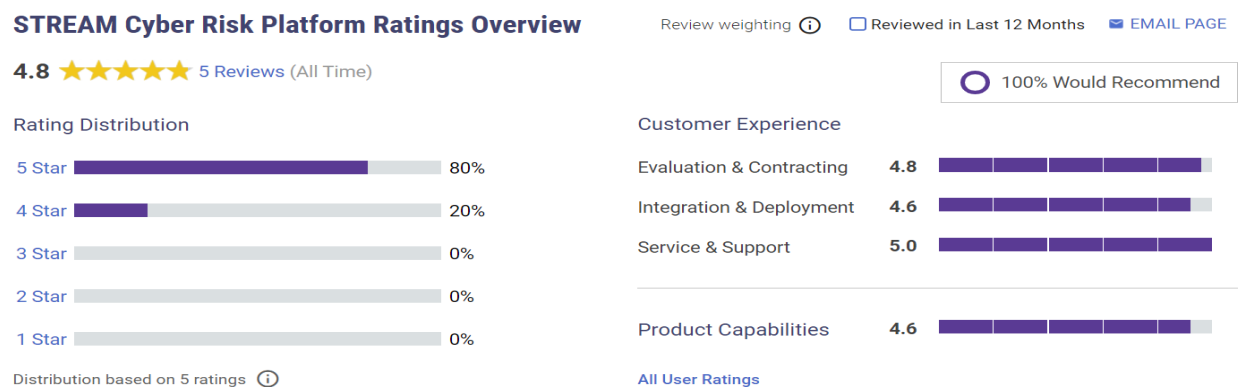 STREAM Cyber Risk Platform Ratings Overview
Review weighting
Reviewed in Last 12 Months
EMAIL PAGE
4.8 5 Reviews (All Time)
100% Would Recommend
Rating Distribution
5 Star 80%
4 Star 20%
3 Star 0%
2 Star 0%
1 Star 0%
Distribution based on 5 ratings
Customer Experience
Evaluation & Contracting 4.8
Integration & Deployment 4.6
Service & Support 5.0
Product Capabilities 4.6
All User Ratings